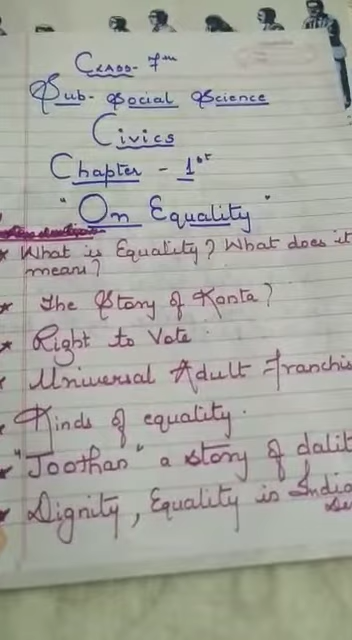 Class- 7th
Sub- Social Science
Civics
Chapter - 1st
"On Equality"
* What is Equality? What does it
mean?
* The Story of Kanta?
* Right to Vote.
* Universal Adult Franchis
* Kinds of equality.
* "Joothan" a story of dalit
* Dignity, Equality is India